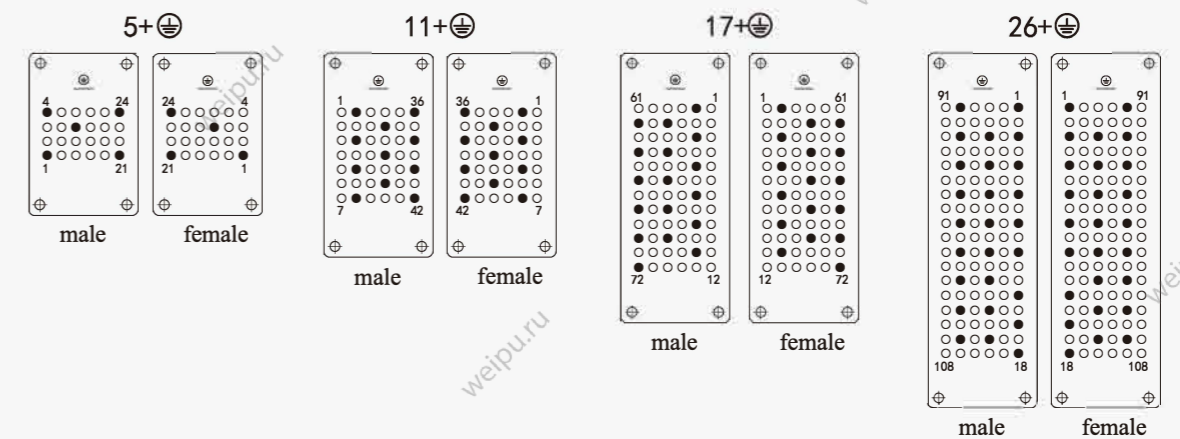 5+⏚ 11+⏚ 17+⏚ 26+⏚
4 24 24 4
1 21 21 1
male female
1 36 36 1
7 42 42 7
male female
61 1 1 61
72 12 12 72
male female
91 1 1 91
108 18 18 108
male female
weipu.ru
weipu.ru